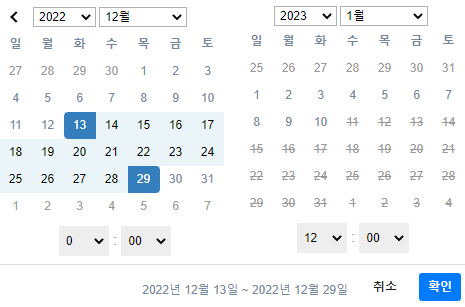 2022 12월
일 월 화 수 목 금 토
27 28 29 30 1 2 3
4 5 6 7 8 9 10
11 12 13 14 15 16 17
18 19 20 21 22 23 24
25 26 27 28 29 30 31
1 2 3 4 5 6 7
0 : 00
2023 1월
일 월 화 수 목 금 토
25 26 27 28 29 30 31
1 2 3 4 5 6 7
8 9 10 11 12 13 14
15 16 17 18 19 20 21
22 23 24 25 26 27 28
29 30 31 1 2 3 4
12 : 00
2022년 12월 13일 ~ 2022년 12월 29일 취소 확인